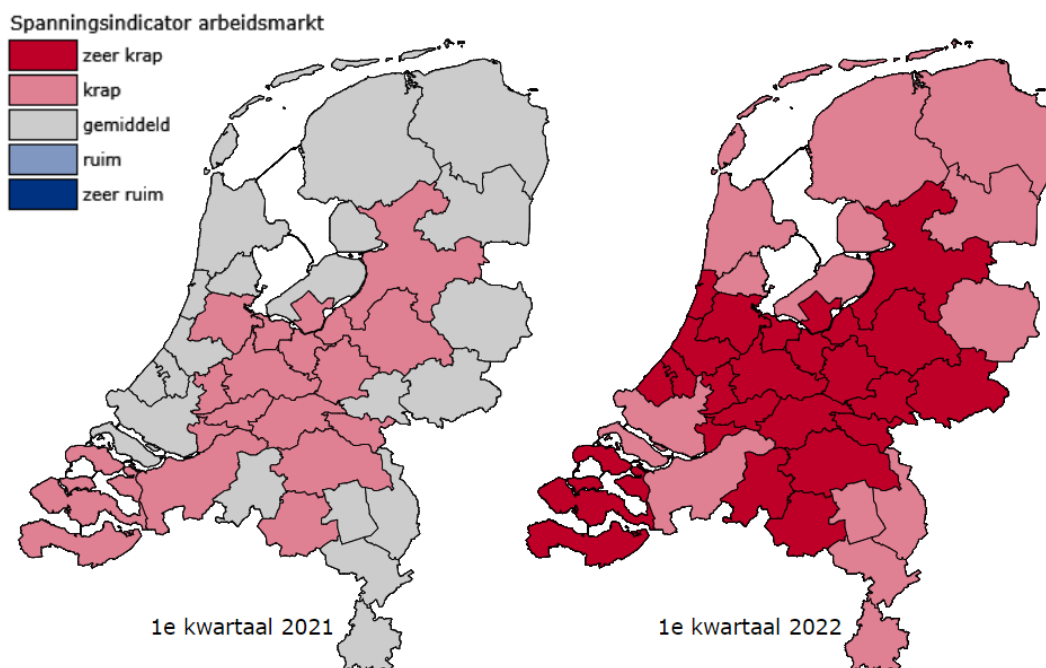 Spanningsindicator arbeidsmarkt
zeer krap
krap
gemiddeld
ruim
zeer ruim
1e kwartaal 2021
1e kwartaal 2022